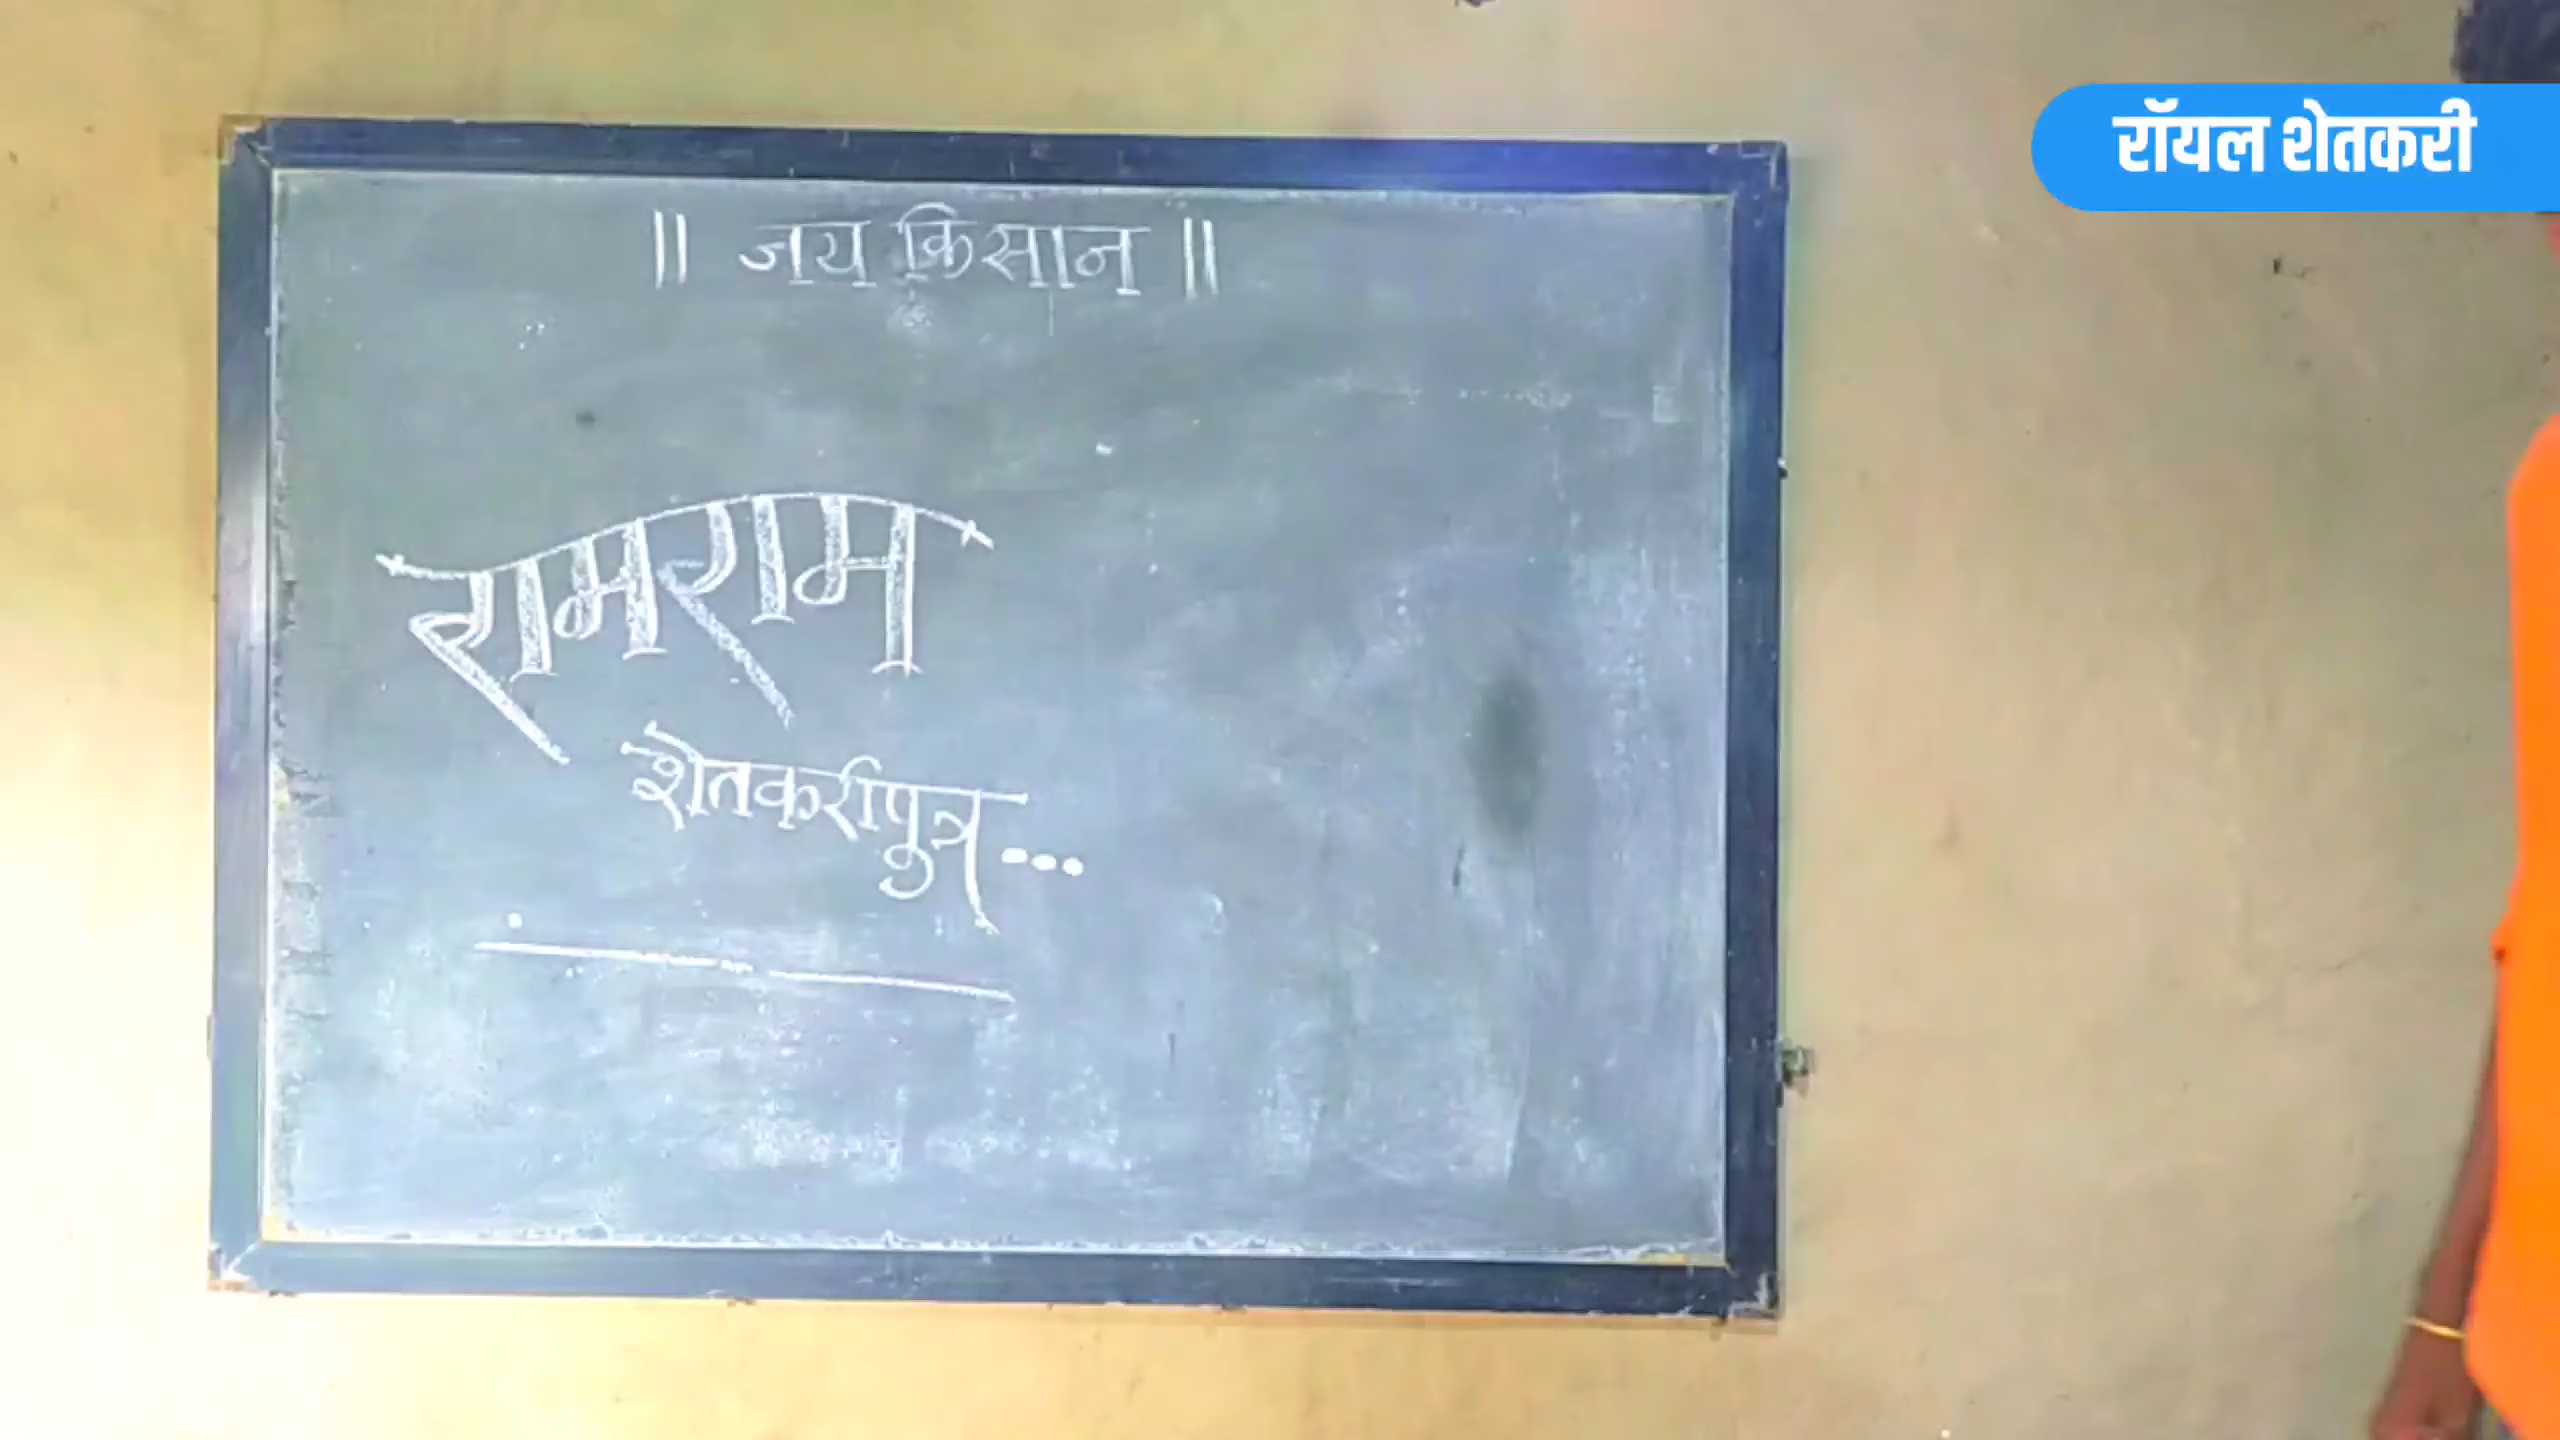 रॉयल शेतकरी
|| जय किसान ||
रामराम
शेतकरीपुत्र...